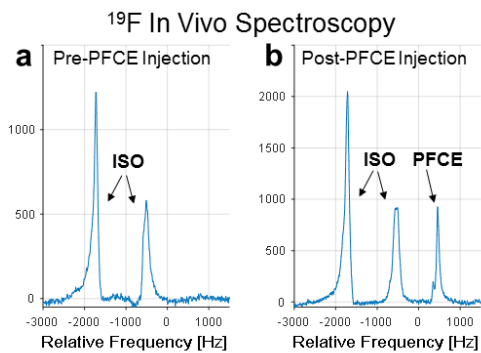 ¹⁹F In Vivo Spectroscopy
a Pre-PFCE Injection
1000
500
0
ISO
-3000 -2000 -1000 0 1000
Relative Frequency [Hz]
b Post-PFCE Injection
2000
1500
1000
500
0
ISO PFCE
-3000 -2000 -1000 0 1000
Relative Frequency [Hz]